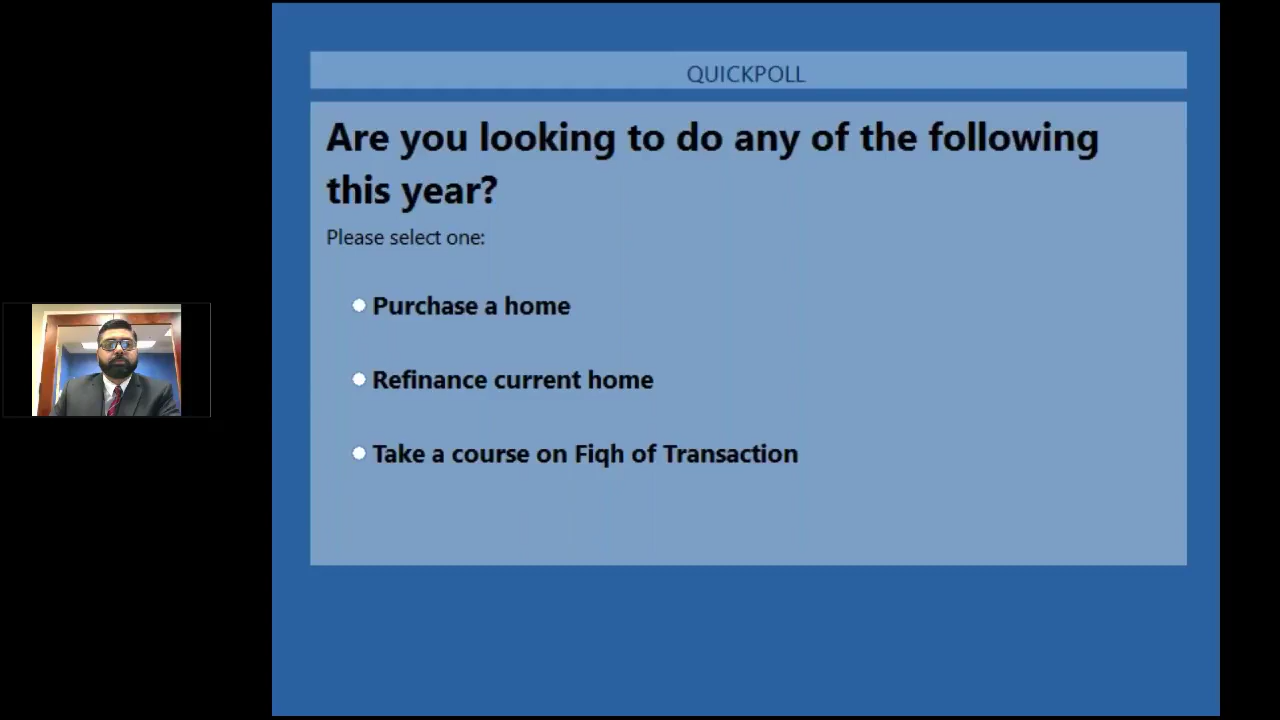 QUICKPOLL
Are you looking to do any of the following
this year?
Please select one:
Purchase a home
Refinance current home
Take a course on Fiqh of Transaction